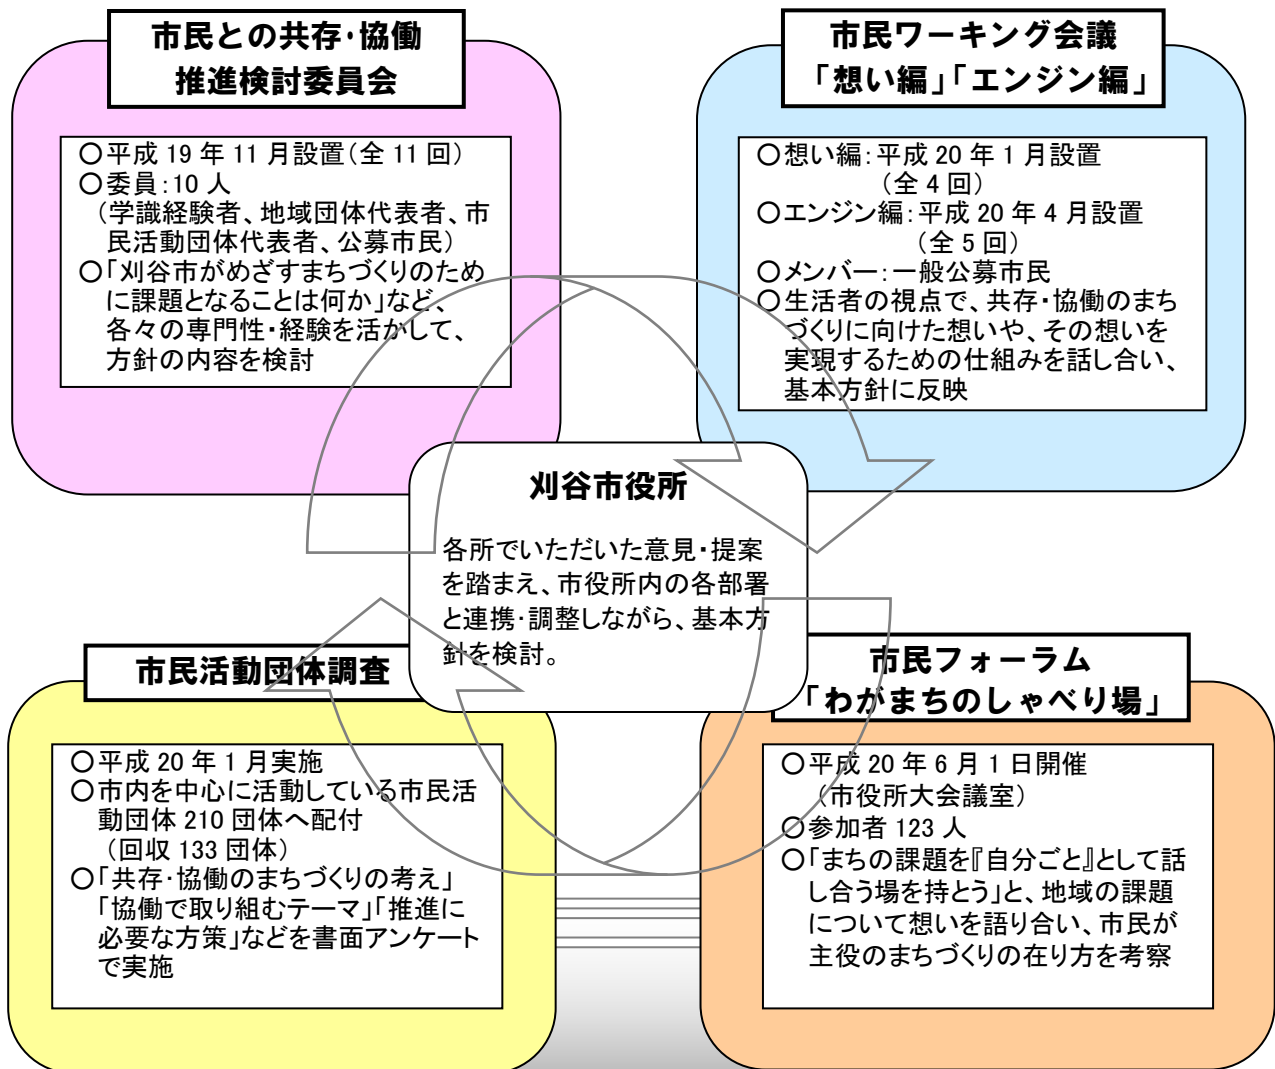 市民との共存・協働
推進検討委員会
○平成 19 年 11 月設置(全 11 回)
○委員:10 人
(学識経験者、地域団体代表者、市
民活動団体代表者、公募市民)
○「刈谷市がめざすまちづくりのため
に課題となることは何か」など、
各々の専門性・経験を活かして、
方針の内容を検討
市民ワーキング会議
「想い編」「エンジン編」
○想い編:平成 20 年 1 月設置
(全 4 回)
○エンジン編:平成 20 年 4 月設置
(全 5 回)
○メンバー:一般公募市民
○生活者の視点で、共存・協働のまち
づくりに向けた想いや、その想いを
実現するための仕組みを話し合い、
基本方針に反映
刈谷市役所
各所でいただいた意見・提案
を踏まえ、市役所内の各部署
と連携・調整しながら、基本方
針を検討。
市民活動団体調査
○平成 20 年 1 月実施
○市内を中心に活動している市民活
動団体 210 団体へ配付
(回収 133 団体)
○「共存・協働のまちづくりの考え」
「協働で取り組むテーマ」「推進に
必要な方策」などを書面アンケート
で実施
市民フォーラム
「わがまちのしゃべり場」
○平成 20 年 6 月 1 日開催
(市役所大会議室)
○参加者 123 人
○「まちの課題を『自分ごと』として話
し合う場を持とう」と、地域の課題
について想いを語り合い、市民が
主役のまちづくりの在り方を考察